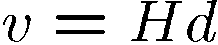 v = Hd